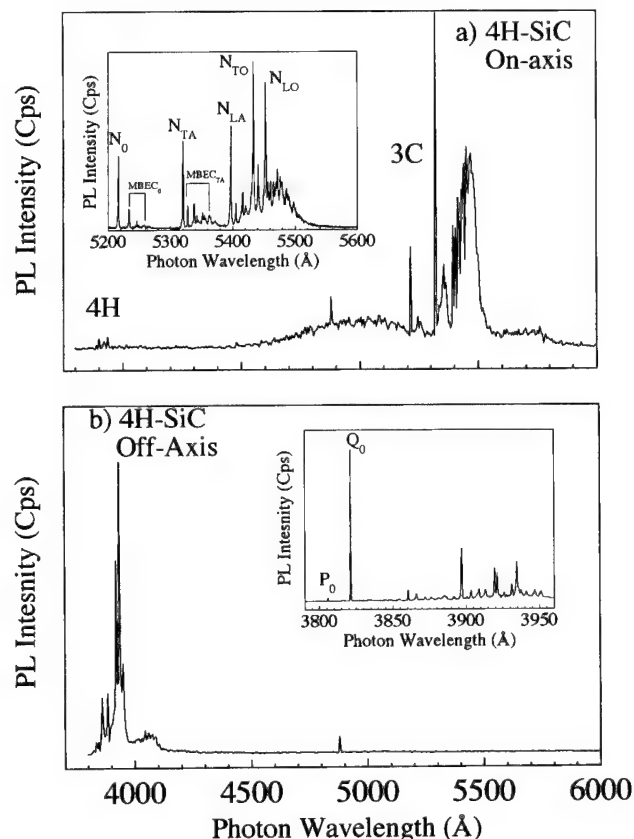 a) 4H-SiC
On-axis
PL Intensity (Cps)
3C
4H
PL Intensity (Cps)
N0
NTA
NLA
NTO
NLO
MBEC0
MBECTA
5200 5300 5400 5500 5600
Photon Wavelength (Å)
b) 4H-SiC
Off-Axis
PL Intesnity (Cps)
PL Intesnity (Cps)
Q0
P0
3800 3850 3900 3950
Photon Wavelength (Å)
4000 4500 5000 5500 6000
Photon Wavelength (Å)